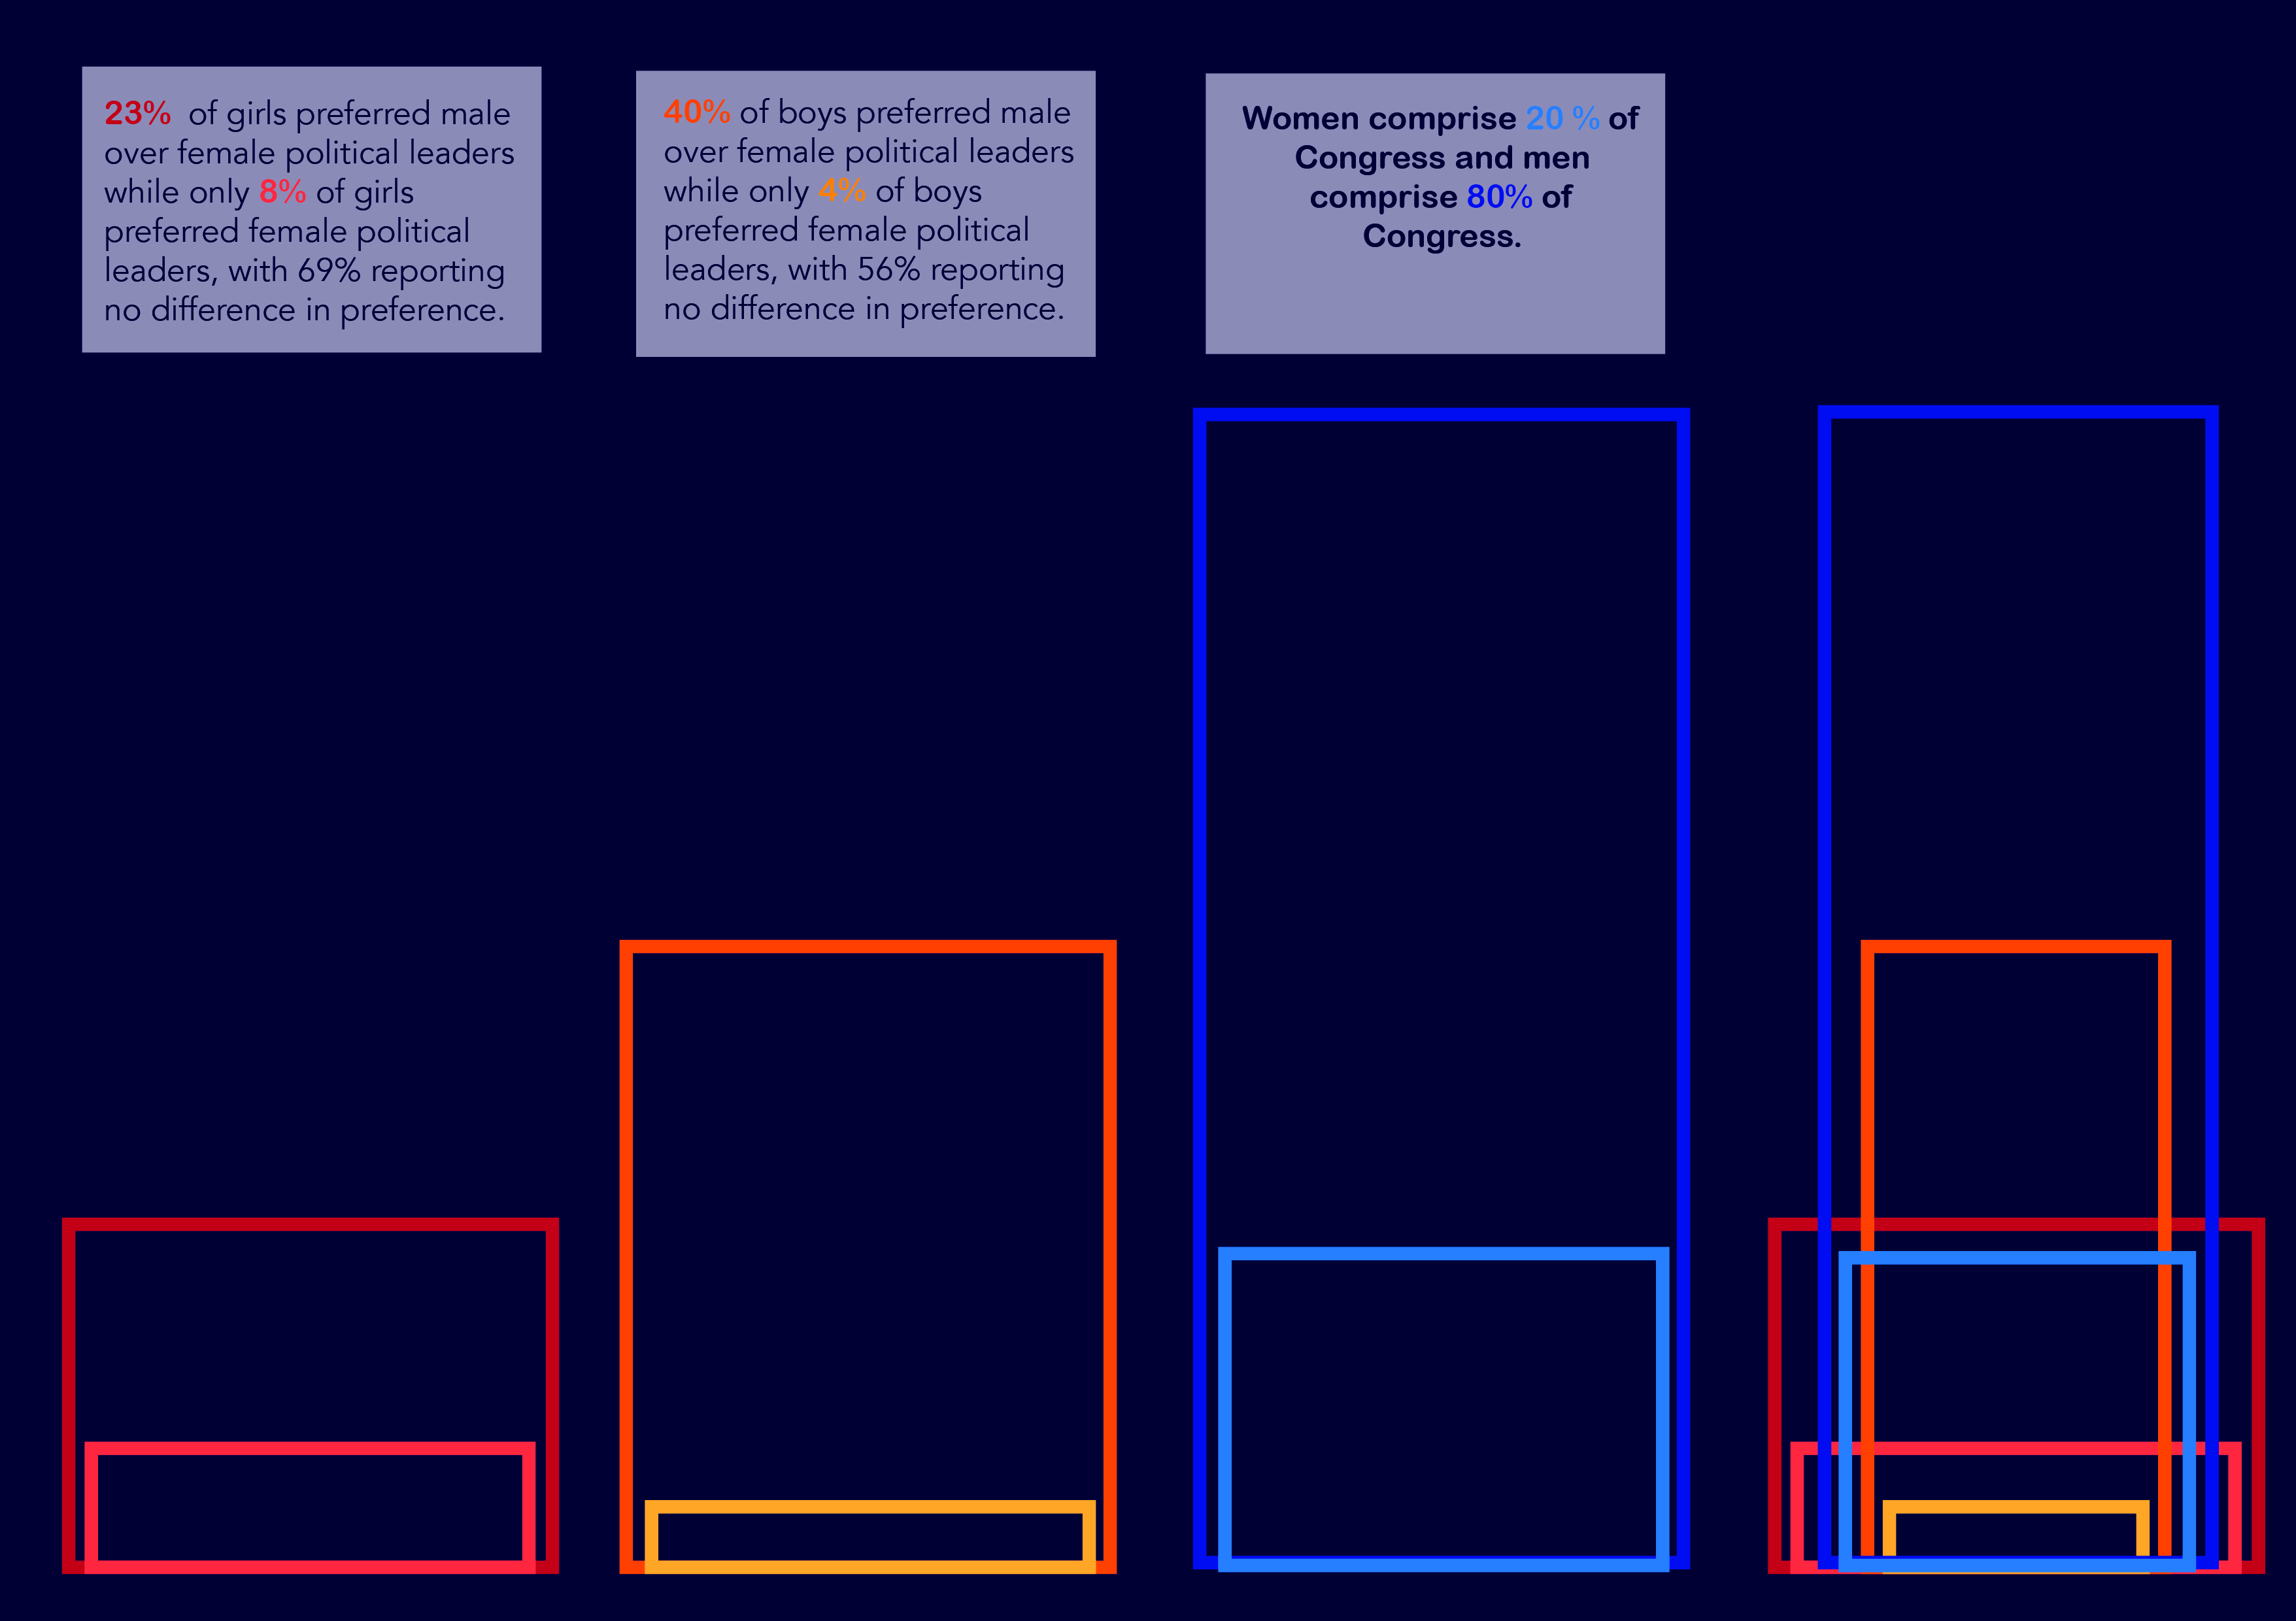 23% of girls preferred male
over female political leaders
while only 8% of girls
preferred female political
leaders, with 69% reporting
no difference in preference.
40% of boys preferred male
over female political leaders
while only 4% of boys
preferred female political
leaders, with 56% reporting
no difference in preference.
Women comprise 20 % of
Congress and men
comprise 80% of
Congress.